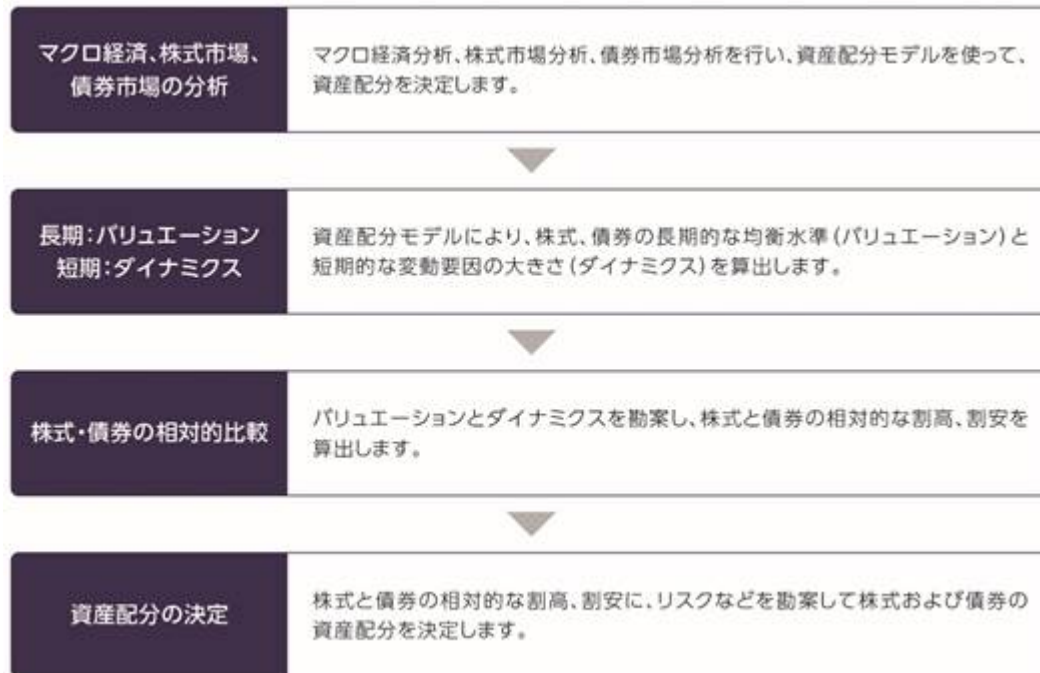 マクロ経済、株式市場、
債券市場の分析
マクロ経済分析、株式市場分析、債券市場分析を行い、資産配分モデルを使って、
資産配分を決定します。
長期:バリュエーション
短期:ダイナミクス
資産配分モデルにより、株式、債券の長期的な均衡水準(バリュエーション)と
短期的な変動要因の大きさ(ダイナミクス)を算出します。
株式・債券の相対的比較
バリュエーションとダイナミクスを勘案し、株式と債券の相対的な割高、割安を
算出します。
資産配分の決定
株式と債券の相対的な割高、割安に、リスクなどを勘案して株式および債券の
資産配分を決定します。